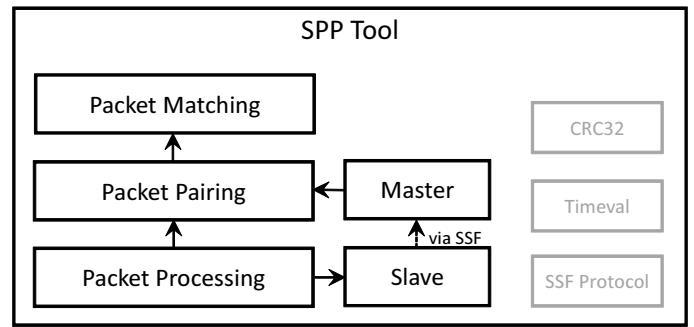 SPP Tool
Packet Matching
CRC32
Packet Pairing
Master
Timeval
via SSF
Packet Processing
Slave
SSF Protocol